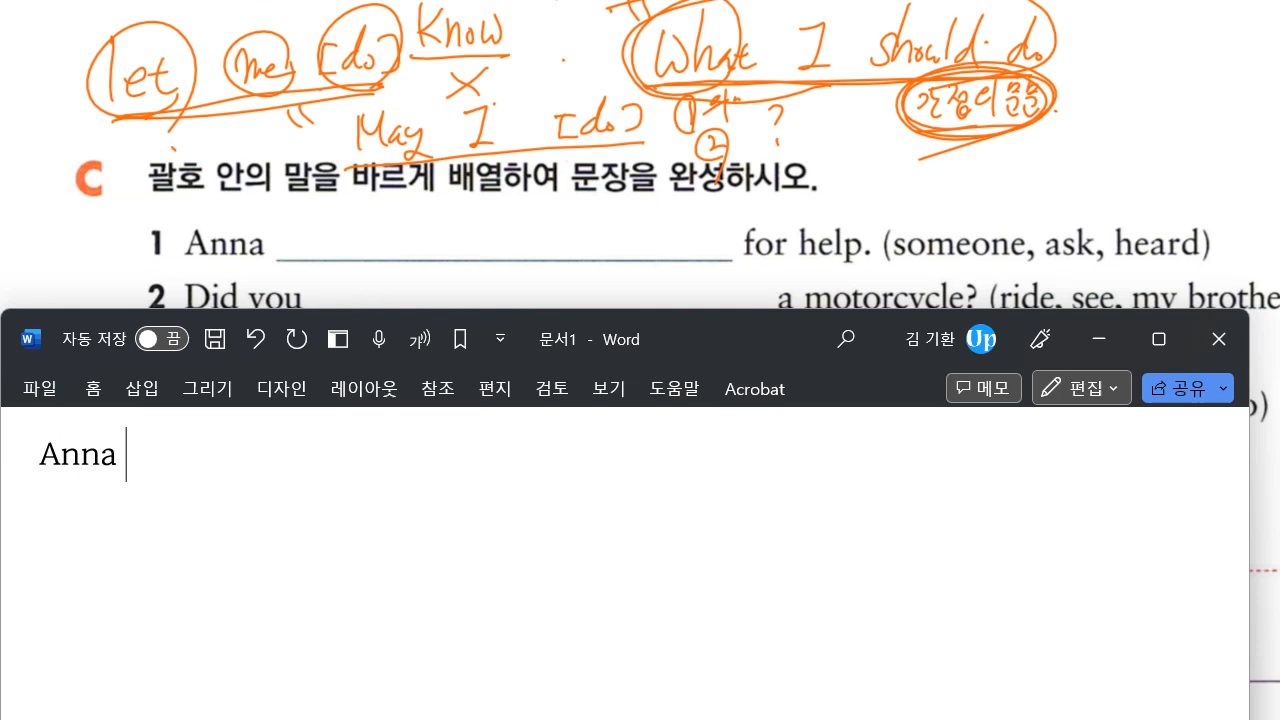 let me [do] Know. What I should do
X
간접의문문
May I [do] ?
C 괄호 안의 말을 바르게 배열하여 문장을 완성하시오.
1 Anna for help. (someone, ask, heard)
2 Did you a motorcycle? (ride, see, my brothe
자동 저장 끔 가 문서1 - Word 김 기환 Up
파일 홈 삽입 그리기 디자인 레이아웃 참조 편지 검토 보기 도움말 Acrobat 메모 편집 공유
Anna